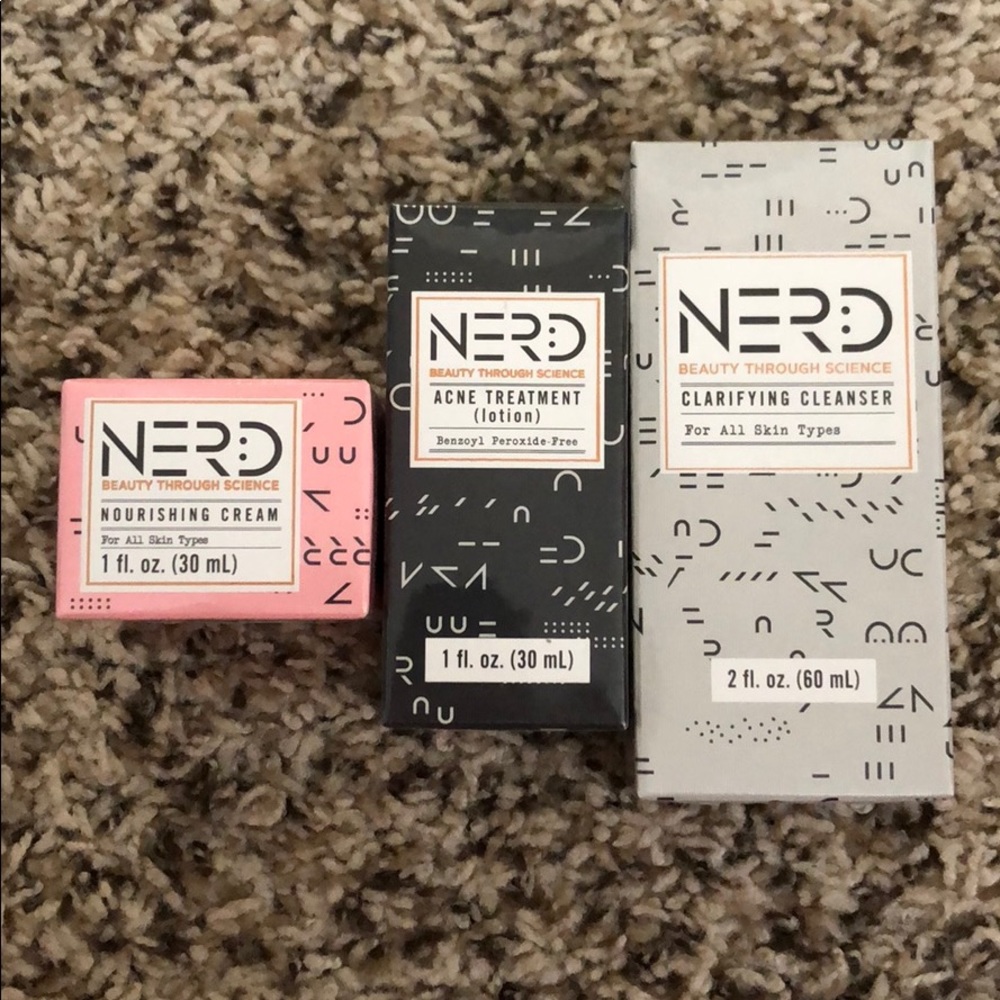 NERD
BEAUTY THROUGH SCIENCE
NOURISHING CREAM
For All Skin Types
1 fl. oz. (30 mL)
NERD
BEAUTY THROUGH SCIENCE
ACNE TREATMENT
(lotion)
Benzoyl Peroxide-Free
1 fl. oz. (30 mL)
NERD
BEAUTY THROUGH SCIENCE
CLARIFYING CLEANSER
For All Skin Types
2 fl. oz. (60 mL)